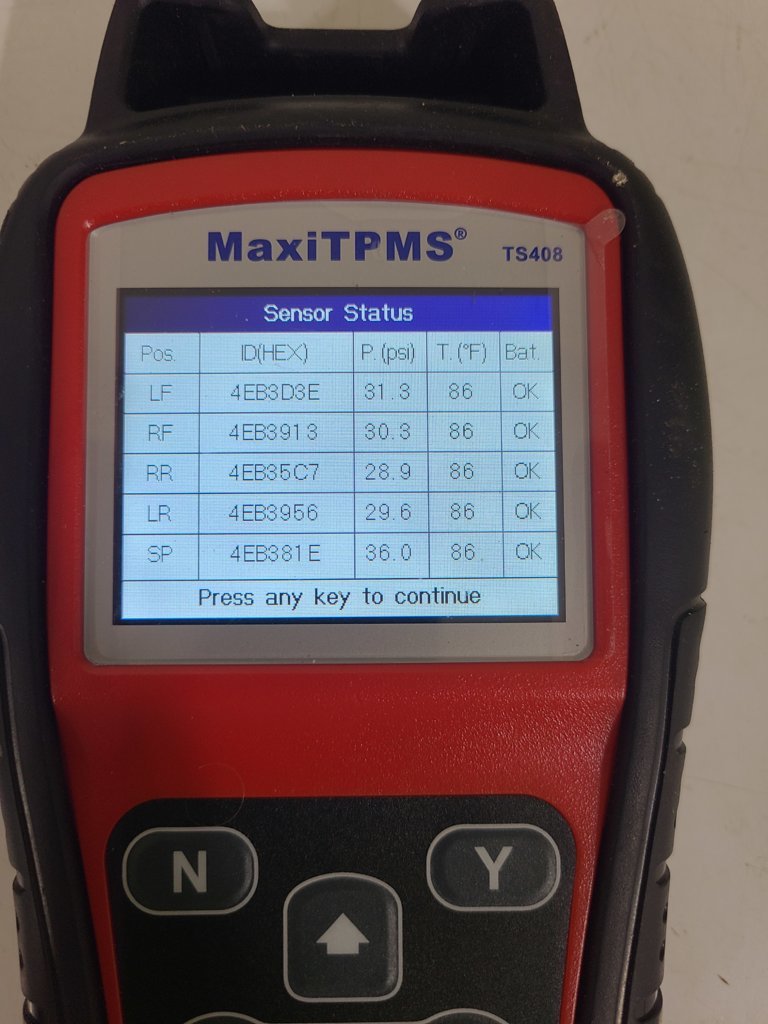 MaxiTPMS® TS408
Sensor Status
Pos. ID(HEX) P. (psi) T. (°F) Bat.
LF 4EB3D3E 31.3 86 OK
RF 4EB3913 30.3 86 OK
RR 4EB35C7 28.9 86 OK
LR 4EB3956 29.6 86 OK
SP 4EB381E 36.0 86 OK
Press any key to continue
N Y